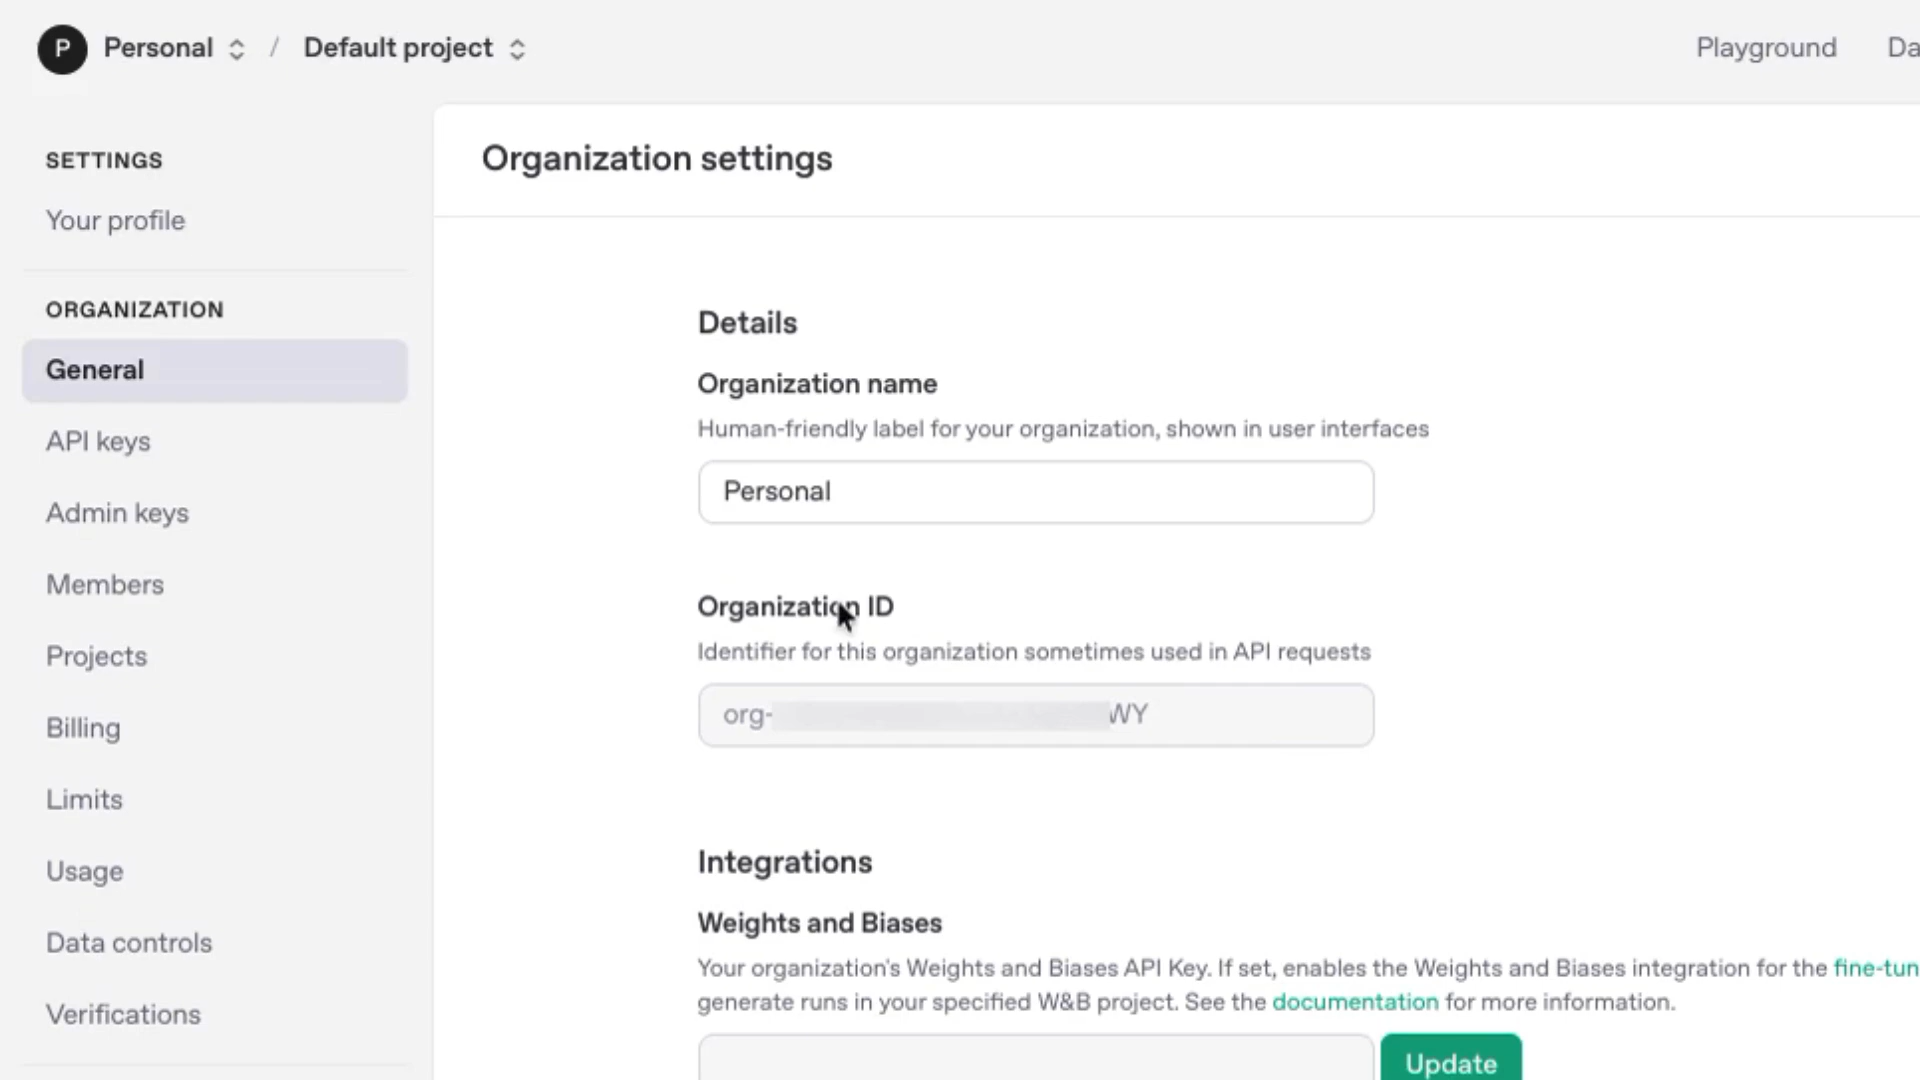 P Personal / Default project
Playground
SETTINGS
Your profile
ORGANIZATION
General
API keys
Admin keys
Members
Projects
Billing
Limits
Usage
Data controls
Verifications
Organization settings
Details
Organization name
Human-friendly label for your organization, shown in user interfaces
Personal
Organization ID
Identifier for this organization sometimes used in API requests
org- WY
Integrations
Weights and Biases
Your organization's Weights and Biases API Key. If set, enables the Weights and Biases integration for the fine-tun
generate runs in your specified W&B project. See the documentation for more information.
Update